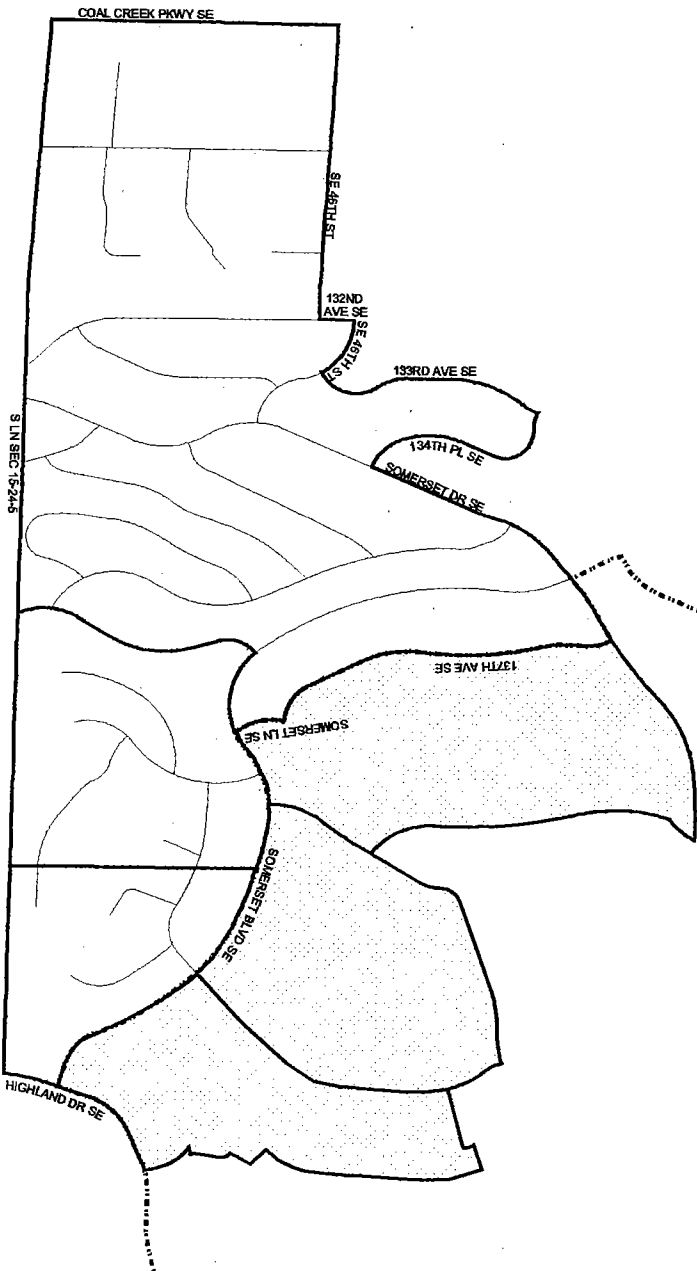 COAL CREEK PKWY SE
SE 46TH ST
132ND
AVE SE
SE 46TH ST
133RD AVE SE
134TH PL SE
SOMERSET DR SE
S LN SEC 15-24-5
137TH AVE SE
SOMERSET LN SE
SOMERSET BLVD SE
HIGHLAND DR SE